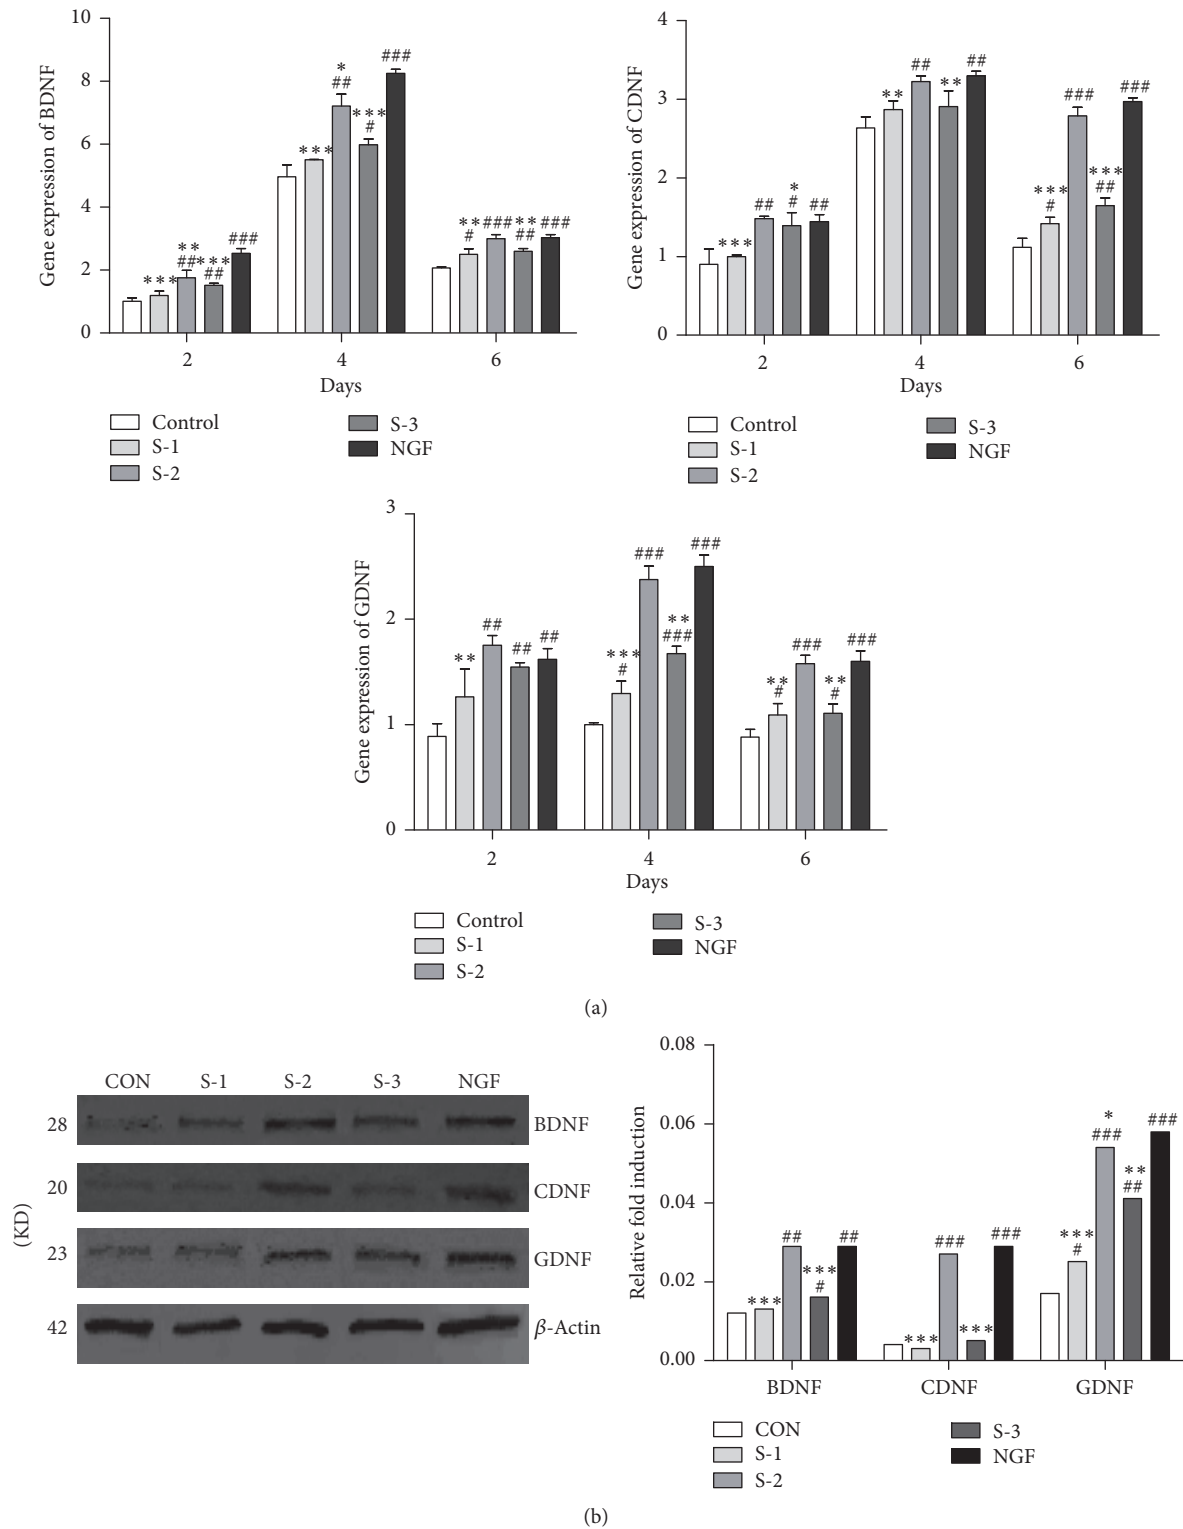 Gene expression of BDNF
10
8
6
4
2
0
*** ** ## *** ## ###
*** * ## *** # ###
** # ### ** ## ###
2 4 6
Days
Control
S-1
S-2
S-3
NGF
Gene expression of CDNF
4
3
2
1
0
*** ## * # ##
** ## ** ##
*** # ### *** ## ###
2 4 6
Days
Control
S-1
S-2
S-3
NGF
Gene expression of GDNF
3
2
1
0
** ## ## ##
*** # ### ** ### ###
** # ### ** # ###
2 4 6
Days
Control
S-1
S-2
S-3
NGF
(a)
CON S-1 S-2 S-3 NGF
(KD)
28 BDNF
20 CDNF
23 GDNF
42 β-Actin
Relative fold induction
0.08
0.06
0.04
0.02
0.00
*** ## *** # ##
*** ### *** ###
*** # * ### ** ## ###
BDNF CDNF GDNF
CON
S-1
S-2
S-3
NGF
(b)